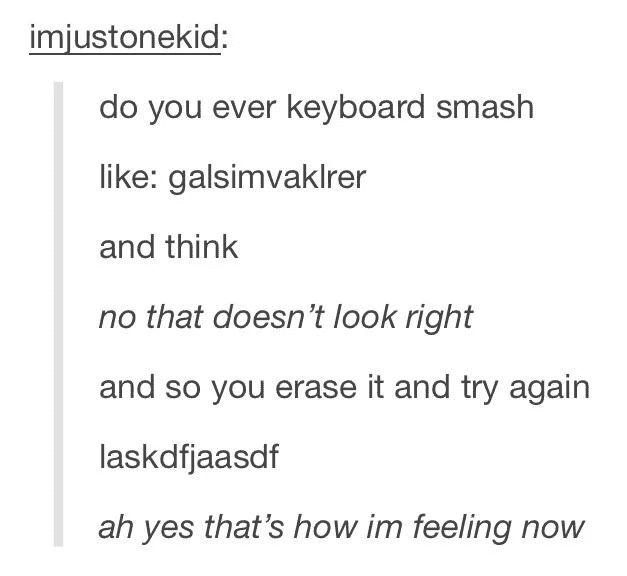 imjustonekid:
do you ever keyboard smash
like: galsimvaklrer
and think
no that doesn’t look right
and so you erase it and try again
laskdfjaasdf
ah yes that’s how im feeling now